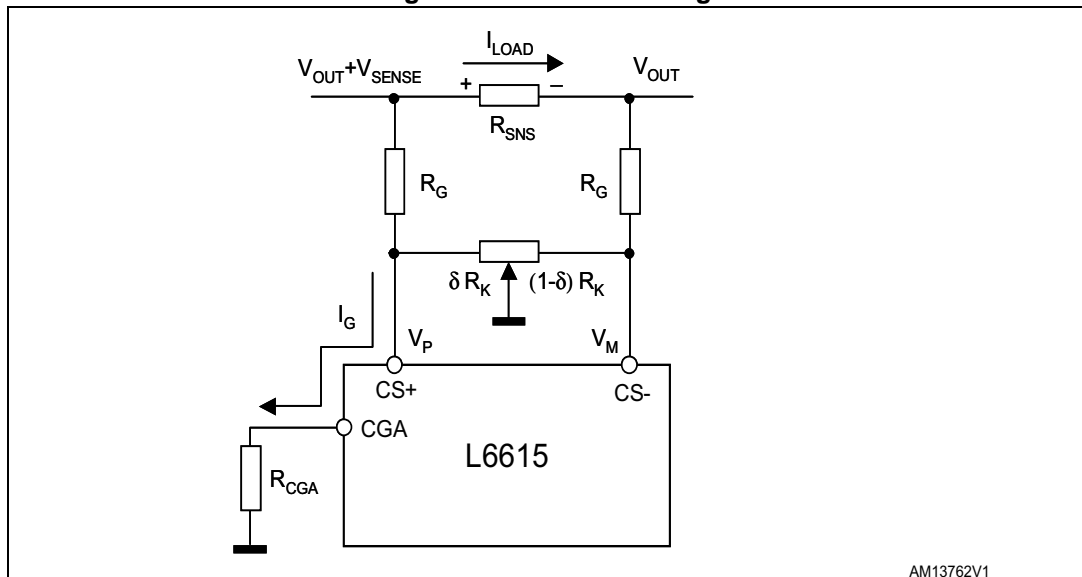 I_LOAD
V_OUT+V_SENSE
V_OUT
+
–
R_SNS
R_G
R_G
δ R_K
(1-δ) R_K
I_G
V_P
V_M
CS+
CS-
CGA
L6615
R_CGA
AM13762V1